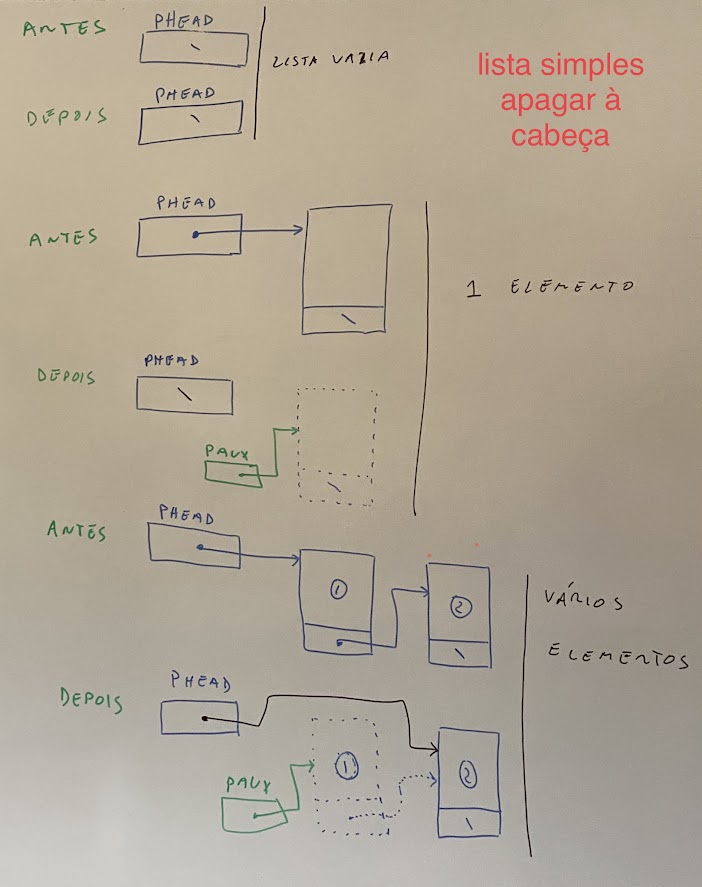 ANTES
PHEAD
LISTA VAZIA
lista simples
apagar à
cabeça
DEPOIS
PHEAD
ANTES
PHEAD
1 ELEMENTO
DEPOIS
PHEAD
PAUX
ANTES
PHEAD
1
2
VÁRIOS
ELEMENTOS
DEPOIS
PHEAD
1
2
PAUX